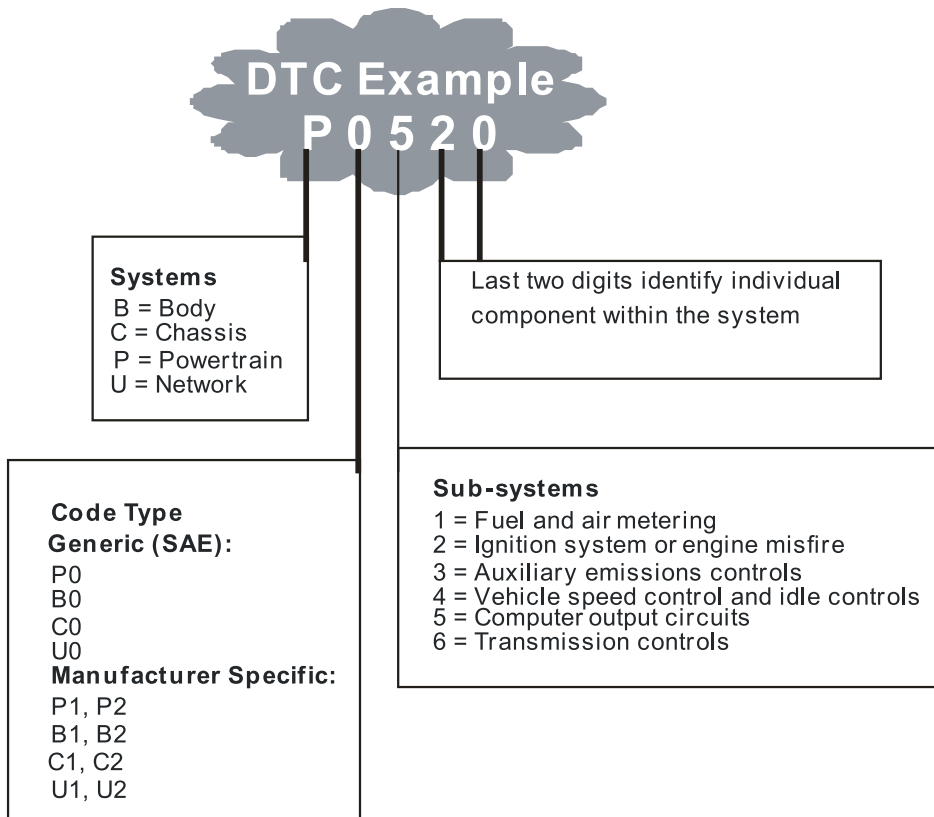 DTC Example
P 0 5 2 0
Systems
B = Body
C = Chassis
P = Powertrain
U = Network
Last two digits identify individual
component within the system
Code Type
Generic (SAE):
P0
B0
C0
U0
Manufacturer Specific:
P1, P2
B1, B2
C1, C2
U1, U2
Sub-systems
1 = Fuel and air metering
2 = Ignition system or engine misfire
3 = Auxiliary emissions controls
4 = Vehicle speed control and idle controls
5 = Computer output circuits
6 = Transmission controls